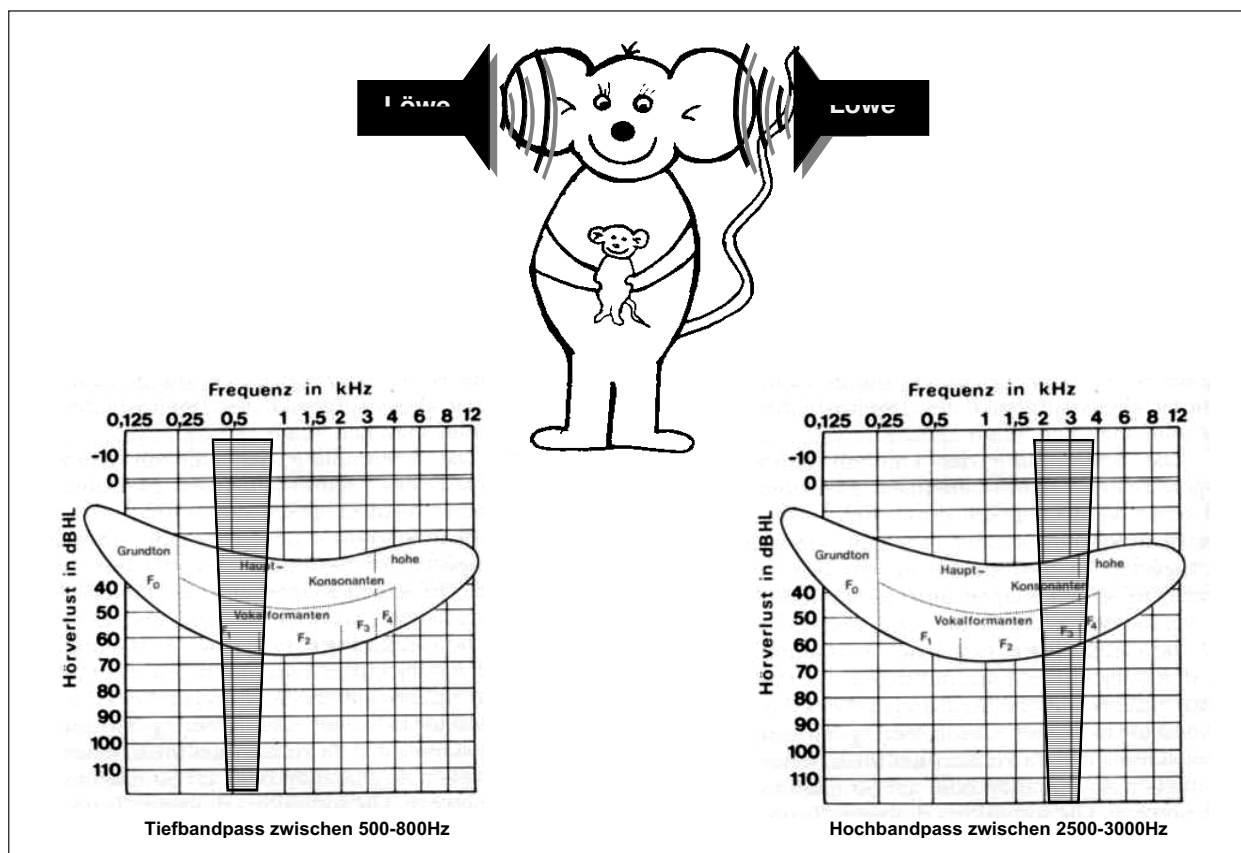 Löwe
Löwe
Frequenz in kHz
0,125 0,25 0,5 1 1,5 2 3 4 6 8 12
-10
0
Grundton
Haupt-
hohe
F0
Konsonanten
40
50
Vokalformanten
F1
F2
F3
F4
60
70
80
90
100
110
Hörverlust in dBHL
Tiefbandpass zwischen 500-800Hz
Frequenz in kHz
0,125 0,25 0,5 1 1,5 2 3 4 6 8 12
-10
0
Grundton
Haupt-
hohe
F0
Konsonanten
40
50
Vokalformanten
F1
F2
F3
F4
60
70
80
90
100
110
Hörverlust in dBHL
Hochbandpass zwischen 2500-3000Hz